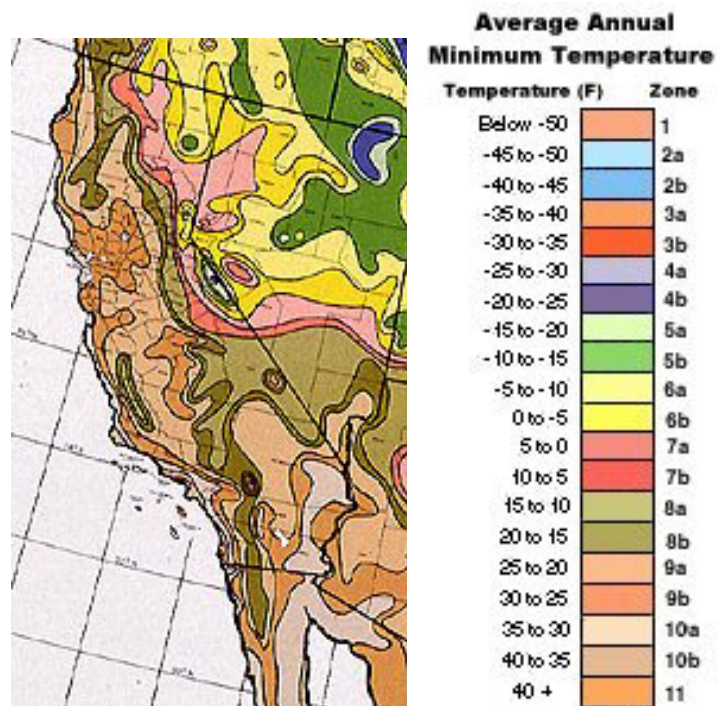 Average Annual
Minimum Temperature
Temperature (F) Zone
Below -50 1
-45 to -50 2a
-40 to -45 2b
-35 to -40 3a
-30 to -35 3b
-25 to -30 4a
-20 to -25 4b
-15 to -20 5a
-10 to -15 5b
-5 to -10 6a
0 to -5 6b
5 to 0 7a
10 to 5 7b
15 to 10 8a
20 to 15 8b
25 to 20 9a
30 to 25 9b
35 to 30 10a
40 to 35 10b
40 + 11